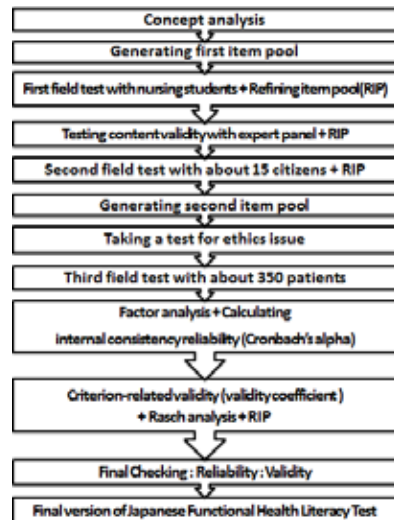 Concept analysis
Generating first item pool
First field test with nursing students + Refining item pool(RIP)
Testing content validity with expert panel + RIP
Second field test with about 15 citizens + RIP
Generating second item pool
Taking a test for ethics issue
Third field test with about 350 patients
Factor analysis + Calculating
internal consistency reliability (Cronbach's alpha)
Criterion-related validity (validity coefficient)
+ Rasch analysis + RIP
Final Checking : Reliability : Validity
Final version of Japanese Functional Health Literacy Test